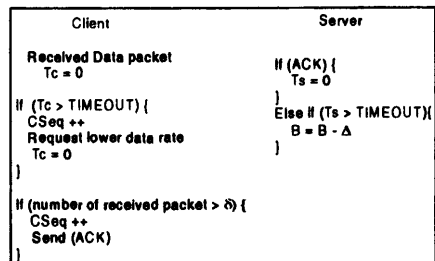 Client
Received Data packet
Tc = 0
If (Tc > TIMEOUT) {
CSeq ++
Request lower data rate
Tc = 0
}
If (number of received packet > δ) {
CSeq ++
Send (ACK)
}
Server
If (ACK) {
Ts = 0
}
Else If (Ts > TIMEOUT){
B = B - Δ
}